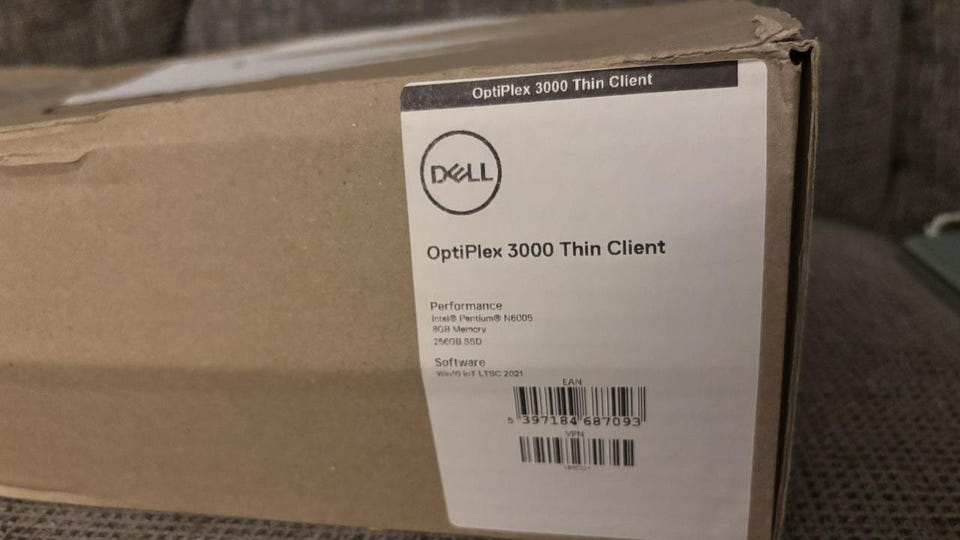 OptiPlex 3000 Thin Client
DELL
OptiPlex 3000 Thin Client
Performance
Intel® Pentium® N6005
8GB Memory
256GB SSD
Software
Win10 IoT LTSC 2021
EAN
5 397184 687093
VPN